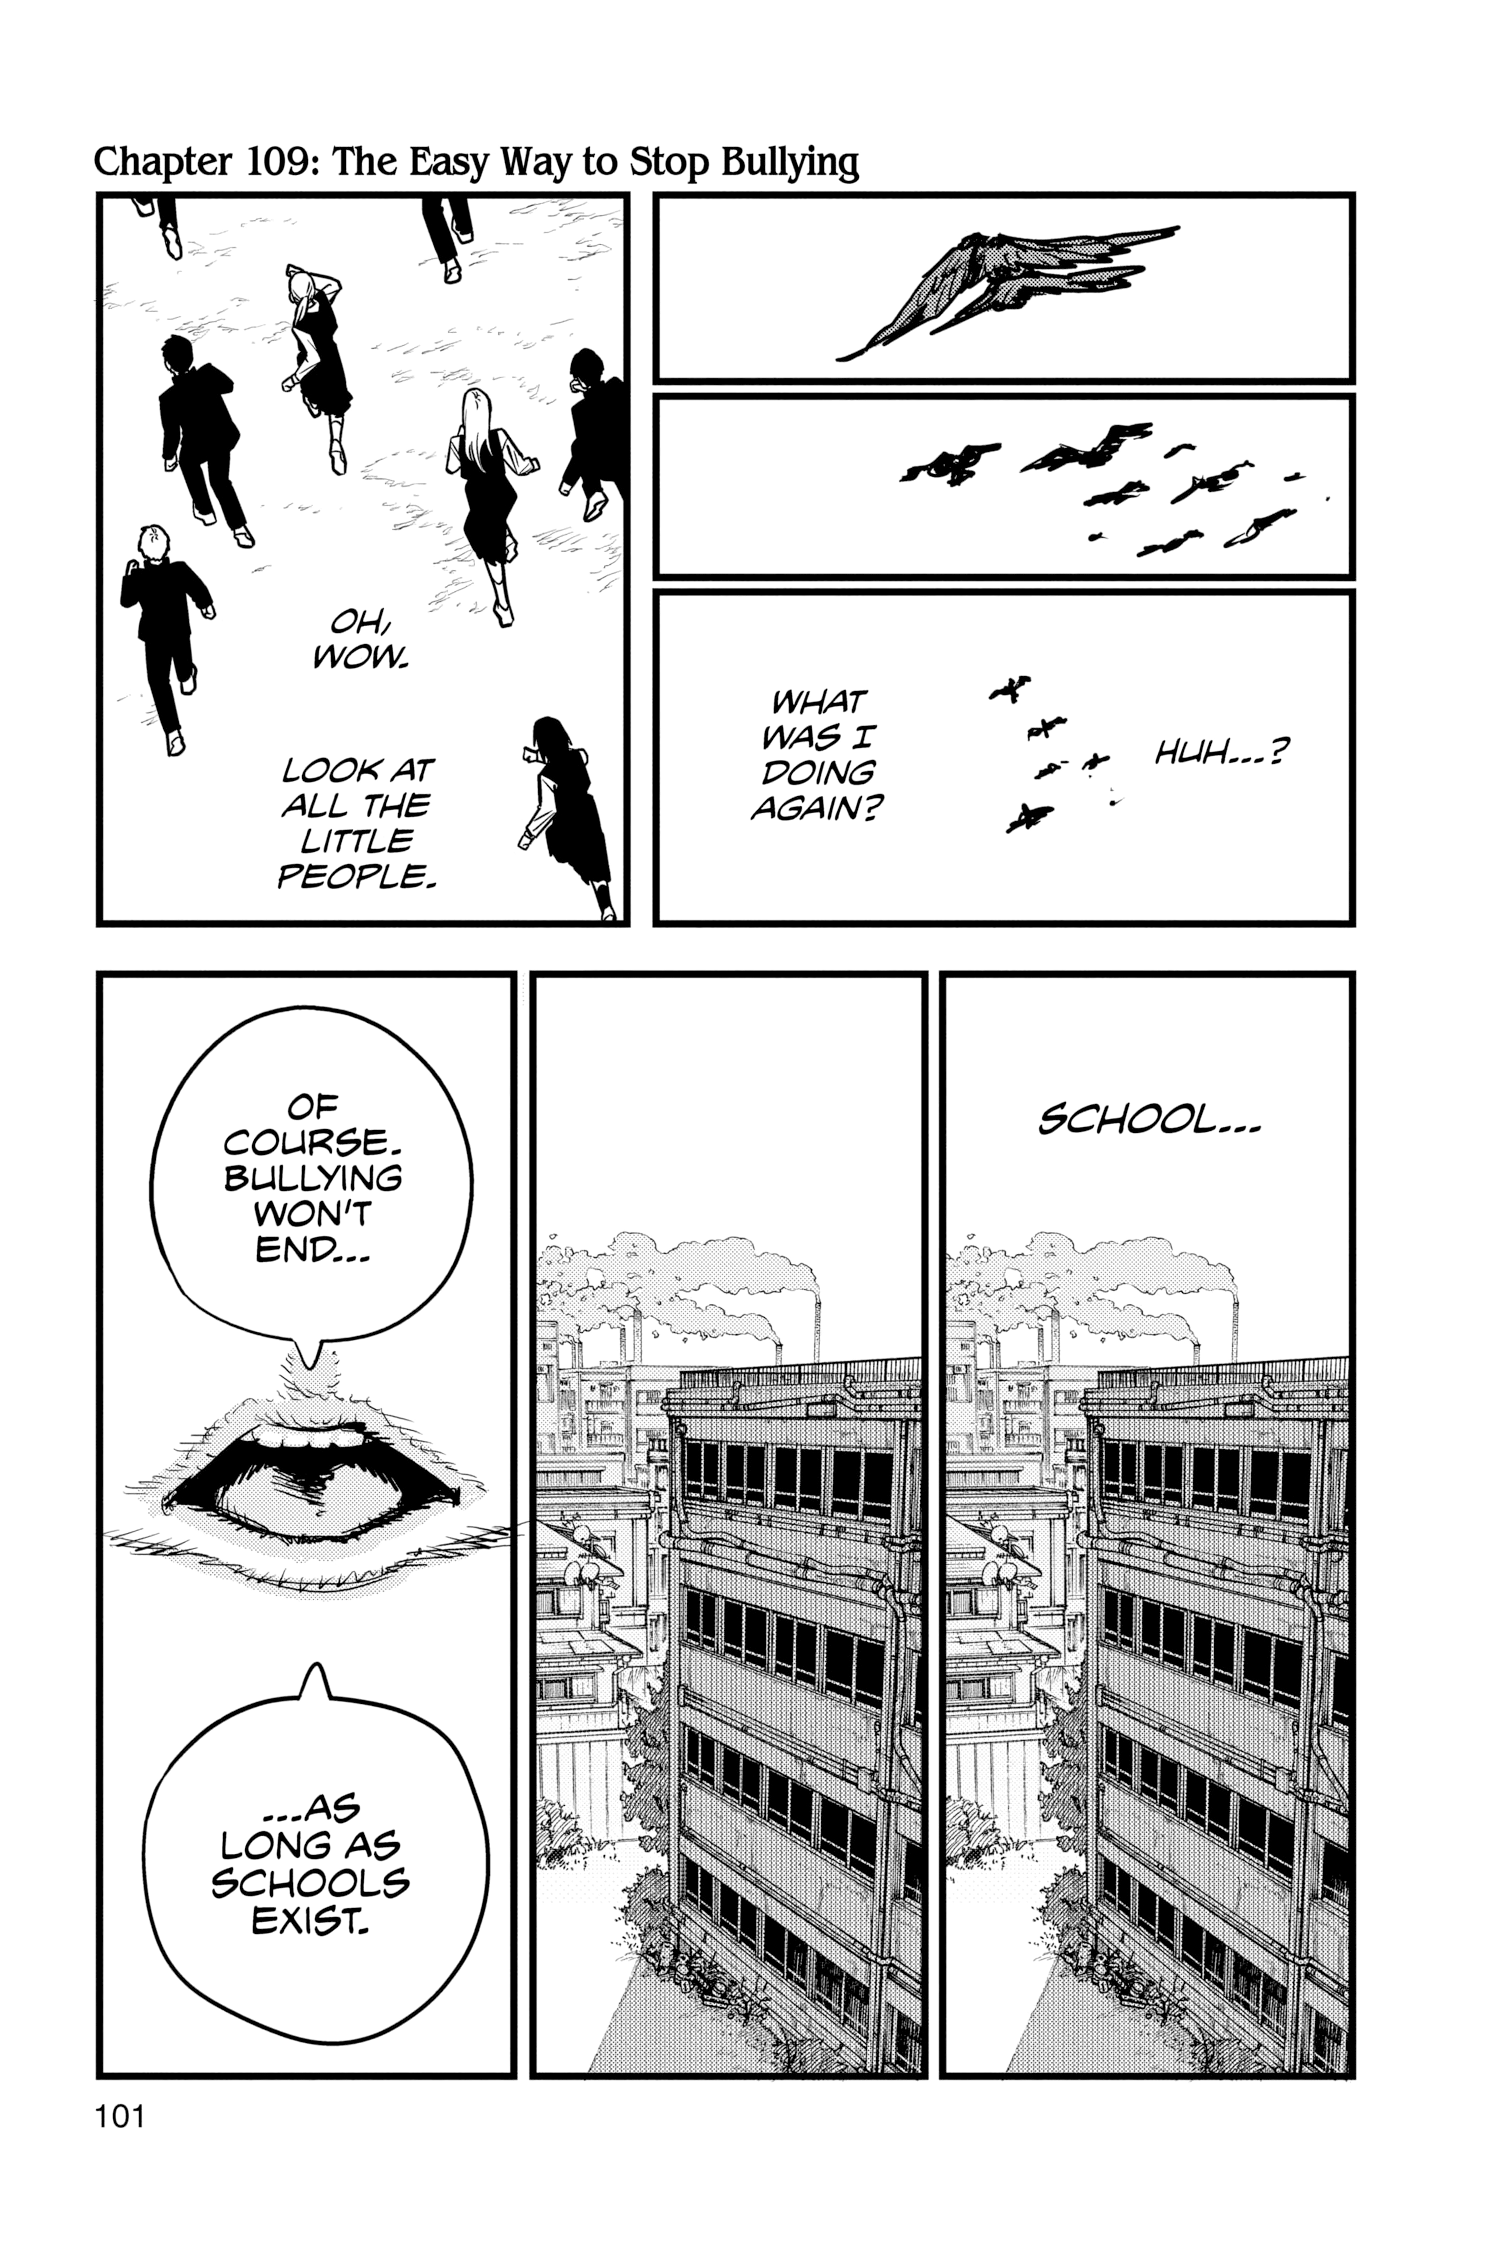 Chapter 109: The Easy Way to Stop Bullying
HUH...?
WHAT
WAS I
DOING
AGAIN?
OH,
WOW.
LOOK AT
ALL THE
LITTLE
PEOPLE.
SCHOOL...
OF
COURSE.
BULLYING
WON'T
END...
...AS
LONG AS
SCHOOLS
EXIST.
101